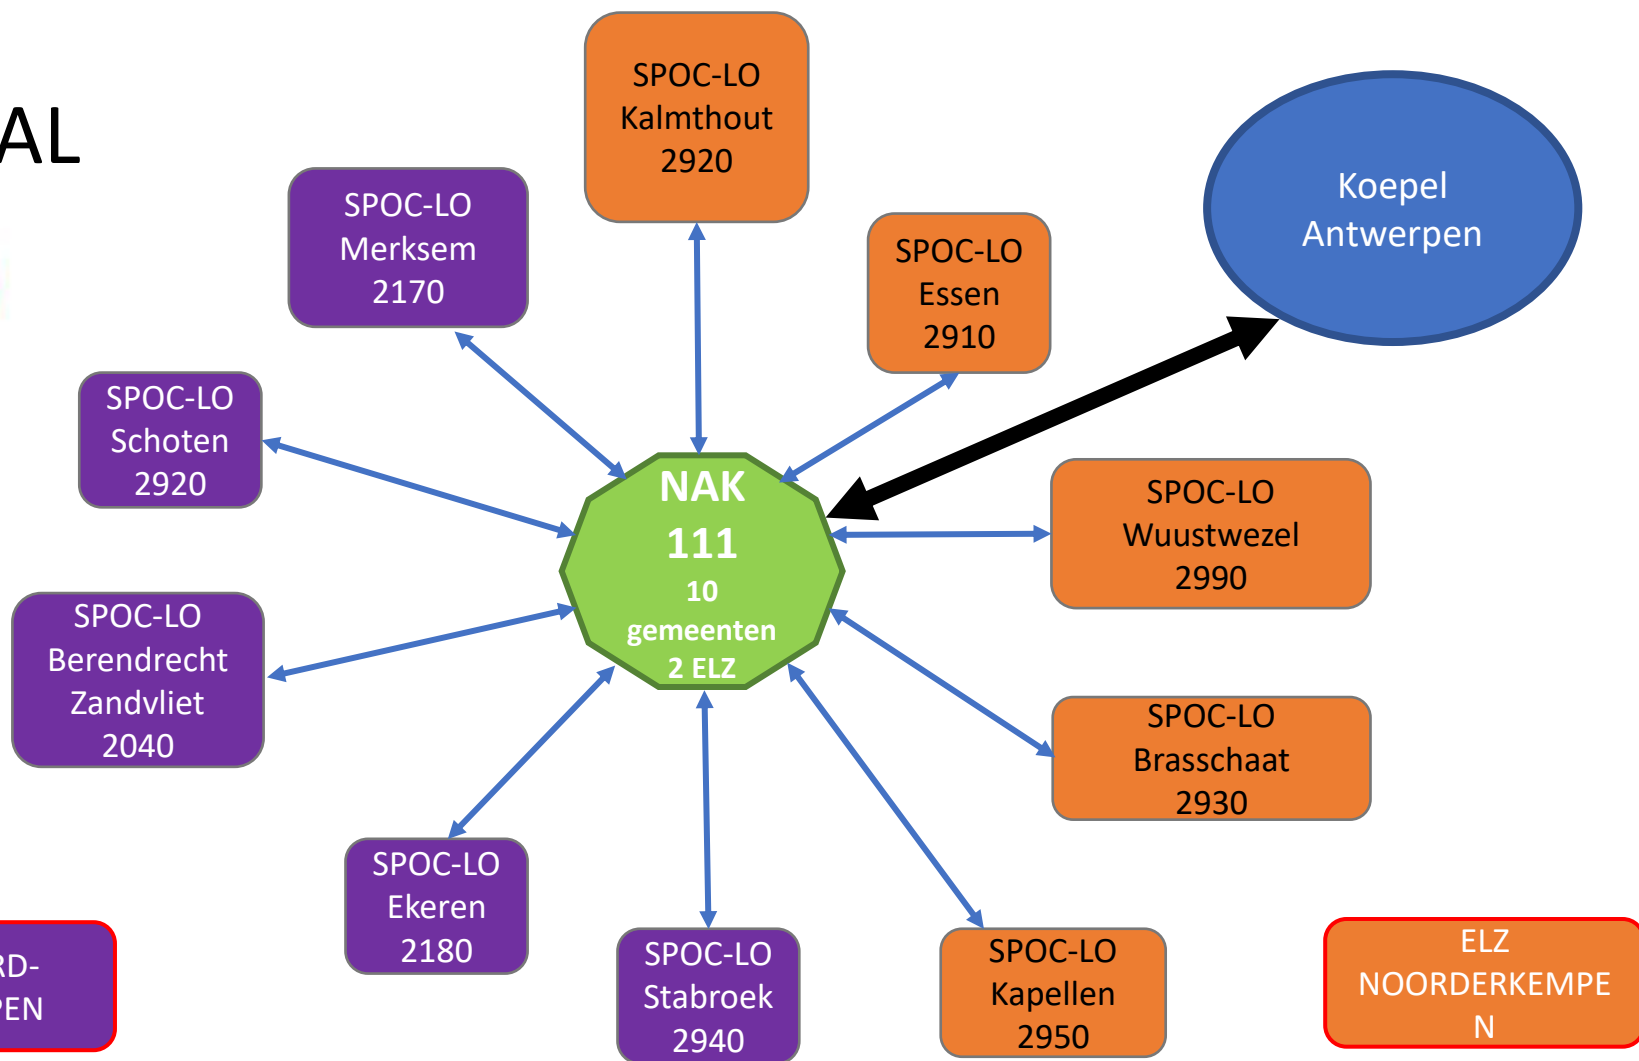 AL
SPOC-LO
Kalmthout
2920
SPOC-LO
Merksem
2170
SPOC-LO
Essen
2910
Koepel
Antwerpen
SPOC-LO
Schoten
2920
NAK
111
10
gemeenten
2 ELZ
SPOC-LO
Wuustwezel
2990
SPOC-LO
Berendrecht
Zandvliet
2040
SPOC-LO
Brasschaat
2930
SPOC-LO
Ekeren
2180
SPOC-LO
Stabroek
2940
SPOC-LO
Kapellen
2950
RD-
PEN
ELZ
NOORDERKEMPE
N